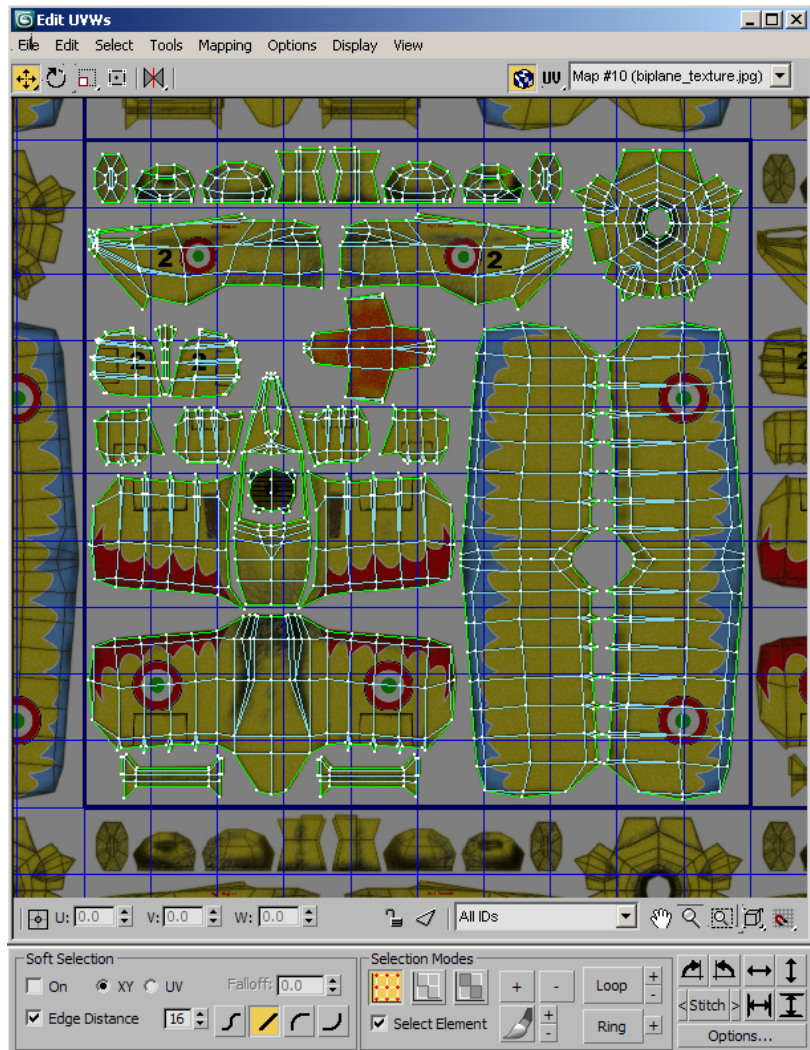 Edit UVWs
File Edit Select Tools Mapping Options Display View
UV Map #10 (biplane_texture.jpg)
2 2
2 2
U: 0.0 V: 0.0 W: 0.0 All IDs
Soft Selection
On XY UV Falloff: 0.0
Edge Distance 16
Selection Modes
+ - Loop + -
Select Element + - Ring +
<Stitch >
Options...